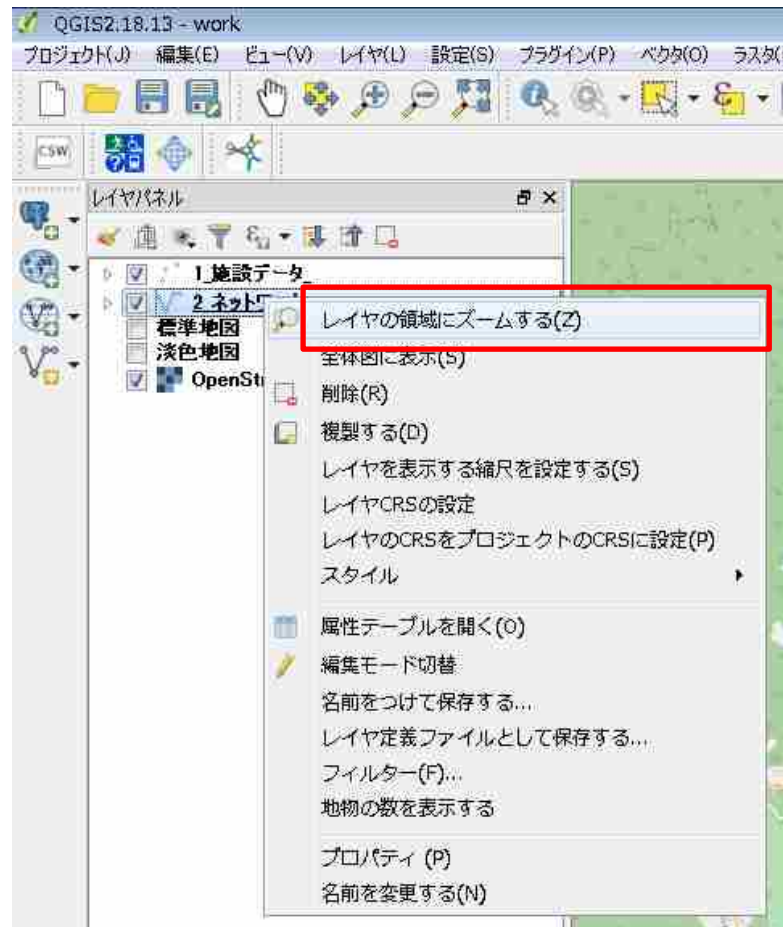 QGIS2.18.13 - work
プロジェクト(J) 編集(E) ビュー(V) レイヤ(L) 設定(S) プラグイン(P) ベクタ(O) ラスタ(
CSW
レイヤパネル
1_施設データ_
2_ネットワ
標準地図
淡色地図
OpenStr
レイヤの領域にズームする(Z)
全体図に表示(S)
削除(R)
複製する(D)
レイヤを表示する縮尺を設定する(S)
レイヤCRSの設定
レイヤのCRSをプロジェクトのCRSに設定(P)
スタイル
属性テーブルを開く(O)
編集モード切替
名前をつけて保存する...
レイヤ定義ファイルとして保存する...
フィルター(F)...
地物の数を表示する
プロパティ (P)
名前を変更する(N)